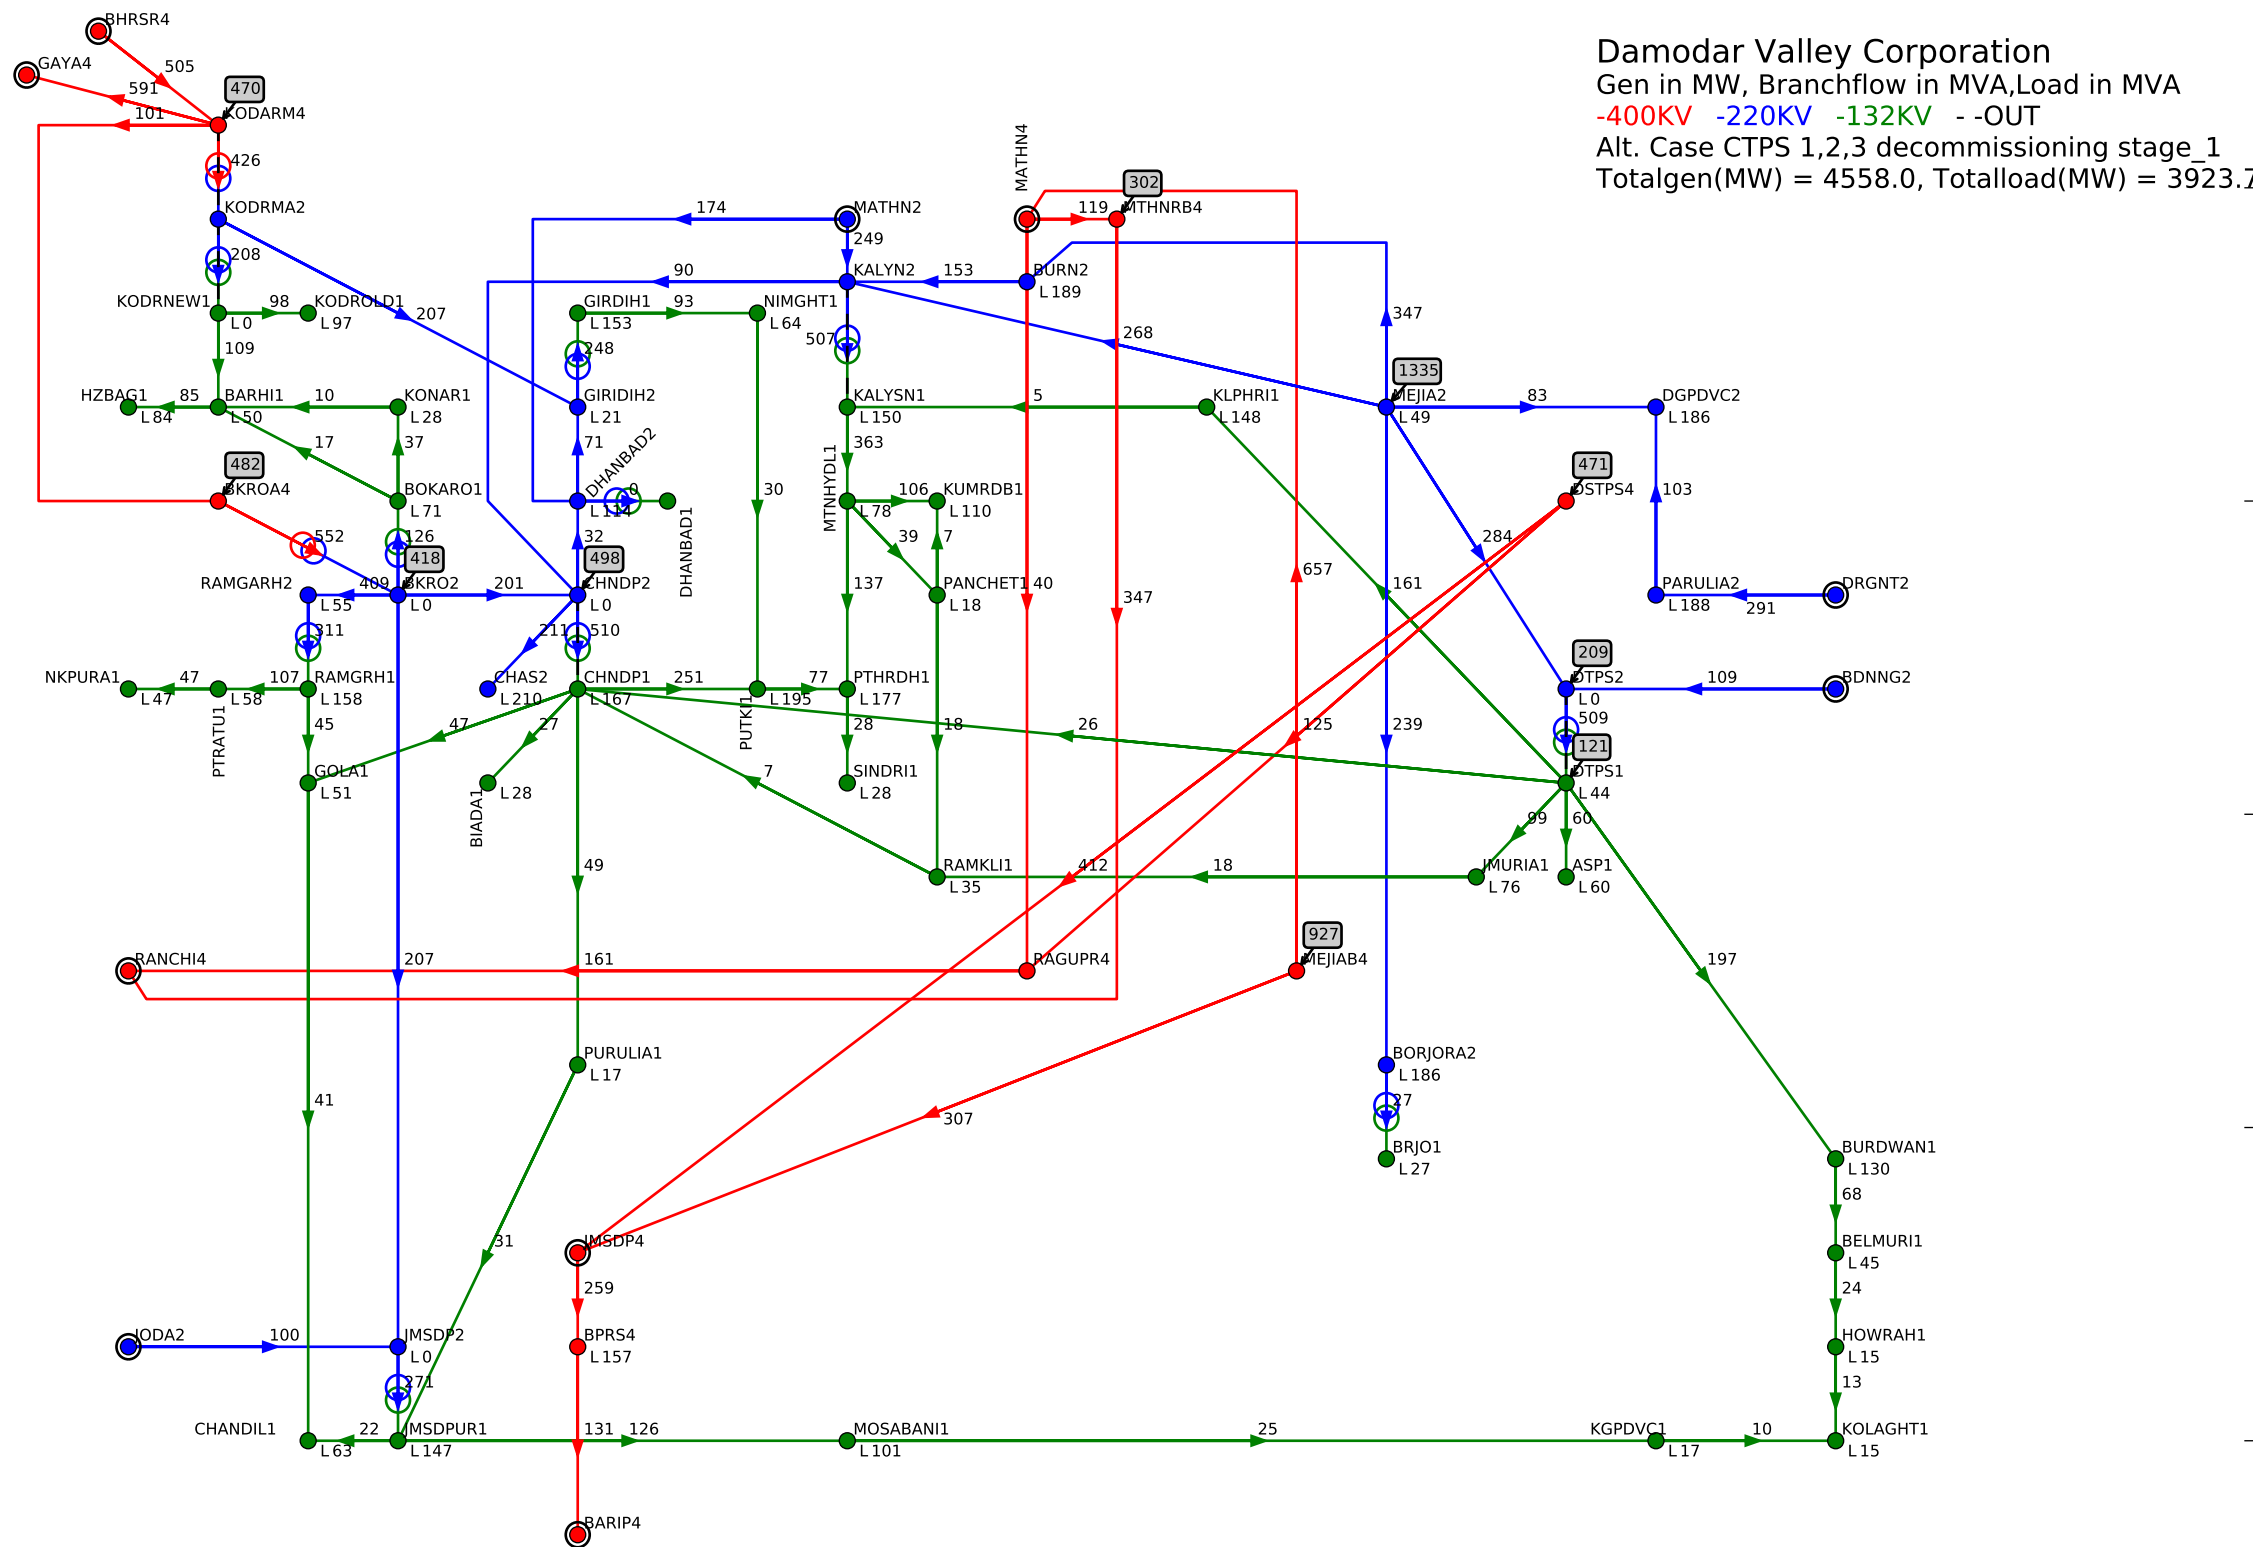 BHRSR4
Damodar Valley Corporation
GAYA4
505
Gen in MW, Branchflow in MVA,Load in MVA
591
470
101
KODARM4
-400KV -220KV -132KV - -OUT
Alt. Case CTPS 1,2,3 decommissioning stage_1
426
MATHN4
302
Totalgen(MW) = 4558.0, Totalload(MW) = 3923.7
KODRMA2
174
MATHN2
119
MTHNRB4
208
249
90
KALYN2
153
BURN2
L 189
KODRNEW1
98
KODROLD1
L 0
L 97
207
GIRDIH1
93
NIMGHT1
L 153
L 64
347
109
248
507
268
1335
HZBAG1
85
BARHI1
10
KONAR1
GIRIDIH2
KALYSN1
5
KLPHRI1
MEJIA2
83
DGPDVC2
L 84
L 50
L 28
L 21
L 150
L 148
L 49
L 186
17
37
71
363
482
DHANBAD2
MTNHYDL1
471
BKROA4
BOKARO1
L 71
L 114
0
30
106
KUMRDB1
L 78
L 110
DSTPS4
103
552
126
32
DHANBAD1
39
7
284
418
498
RAMGARH2
409
BKRO2
201
CHNDP2
137
PANCHET1
40
347
657
161
PARULIA2
DRGNT2
L 55
L 0
L 0
L 18
L 188
291
311
211
510
209
NKPURA1
47
107
RAMGRH1
CHAS2
CHNDP1
251
77
PTHRDH1
DTPS2
109
BDNNG2
L 47
L 58
L 158
L 210
L 167
L 195
L 177
L 0
PTRATU1
45
47
27
PUTKI1
28
18
26
125
239
509
121
GOLA1
L 51
BIADA1
L 28
7
SINDRI1
L 28
DTPS1
L 44
99
60
49
RAMKLI1
412
18
JMURIA1
ASP1
L 35
L 76
L 60
927
RANCHI4
207
161
RAGUPR4
MEJIAB4
197
PURULIA1
L 17
BORJORA2
L 186
41
307
27
BRJO1
L 27
BURDWAN1
L 130
68
31
JMSDP4
BELMURI1
L 45
259
24
JODA2
100
JMSDP2
BPRS4
HOWRAH1
L 0
L 157
L 15
271
13
CHANDIL1
22
JMSDPUR1
131
126
MOSABANI1
25
KGPDVC1
10
KOLAGHT1
L 63
L 147
L 101
L 17
L 15
BARIP4